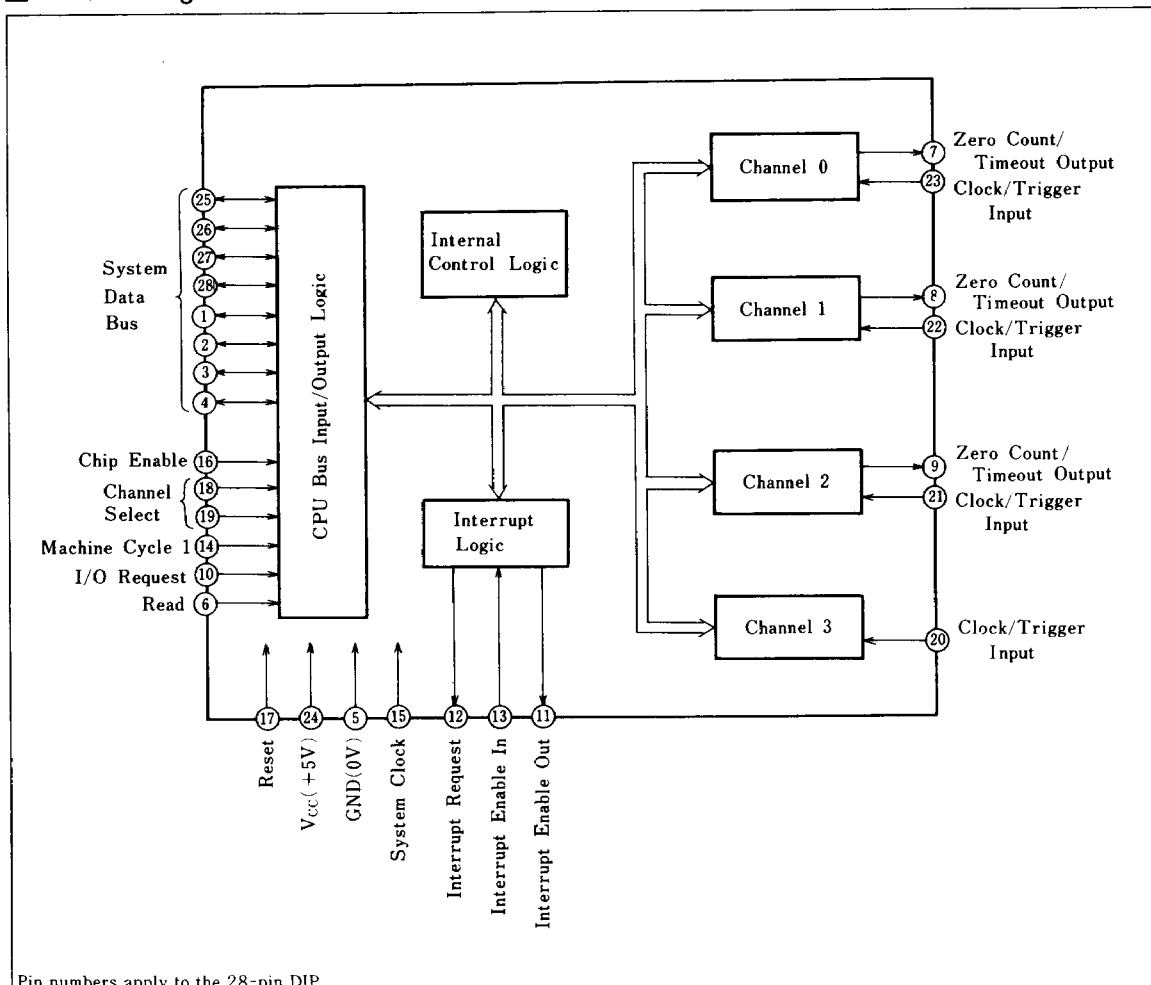 25
26
27
28
1
2
3
4
System
Data
Bus
Chip Enable 16
Channel
Select
18
19
Machine Cycle 1 14
I/O Request 10
Read 6
CPU Bus Input/Output Logic
Internal
Control Logic
Interrupt
Logic
Channel 0
Channel 1
Channel 2
Channel 3
7 Zero Count/
Timeout Output
23 Clock/Trigger
Input
8 Zero Count/
Timeout Output
22 Clock/Trigger
Input
9 Zero Count/
Timeout Output
21 Clock/Trigger
Input
20 Clock/Trigger
Input
17 24 5 15 12 13 11
Reset
VCC(+5V)
GND(0V)
System Clock
Interrupt Request
Interrupt Enable In
Interrupt Enable Out
Pin numbers apply to the 28-pin DIP